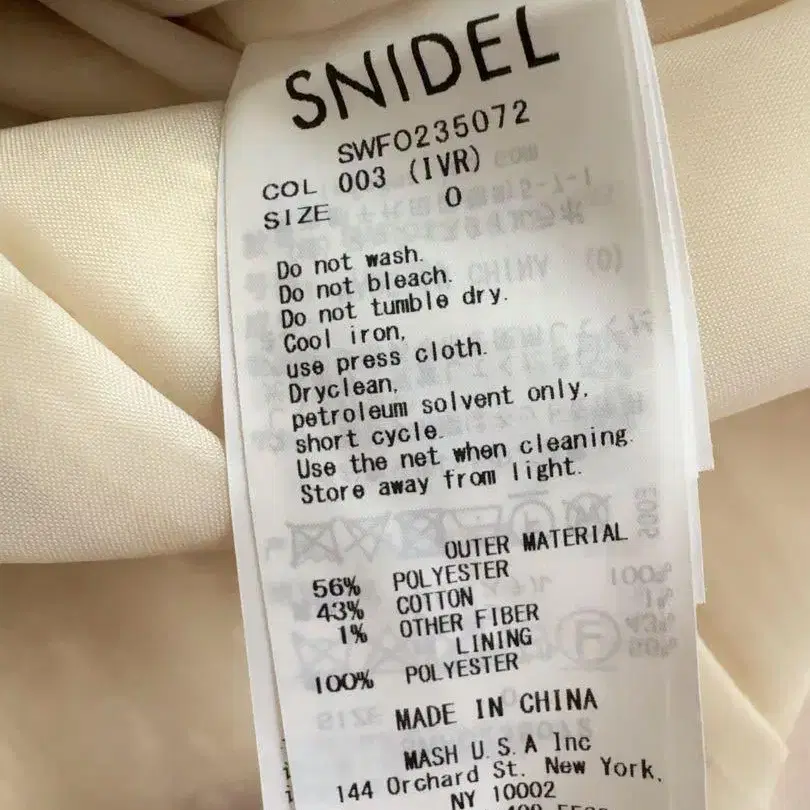 SNIDEL
SWFO235072
COL 003 (IVR)
SIZE 0
Do not wash.
Do not bleach.
Do not tumble dry.
Cool iron,
use press cloth.
Dryclean,
petroleum solvent only,
short cycle.
Use the net when cleaning.
Store away from light.
OUTER MATERIAL
56% POLYESTER
43% COTTON
1% OTHER FIBER
LINING
100% POLYESTER
MADE IN CHINA
MASH U.S.A Inc
144 Orchard St. New York,
NY 10002